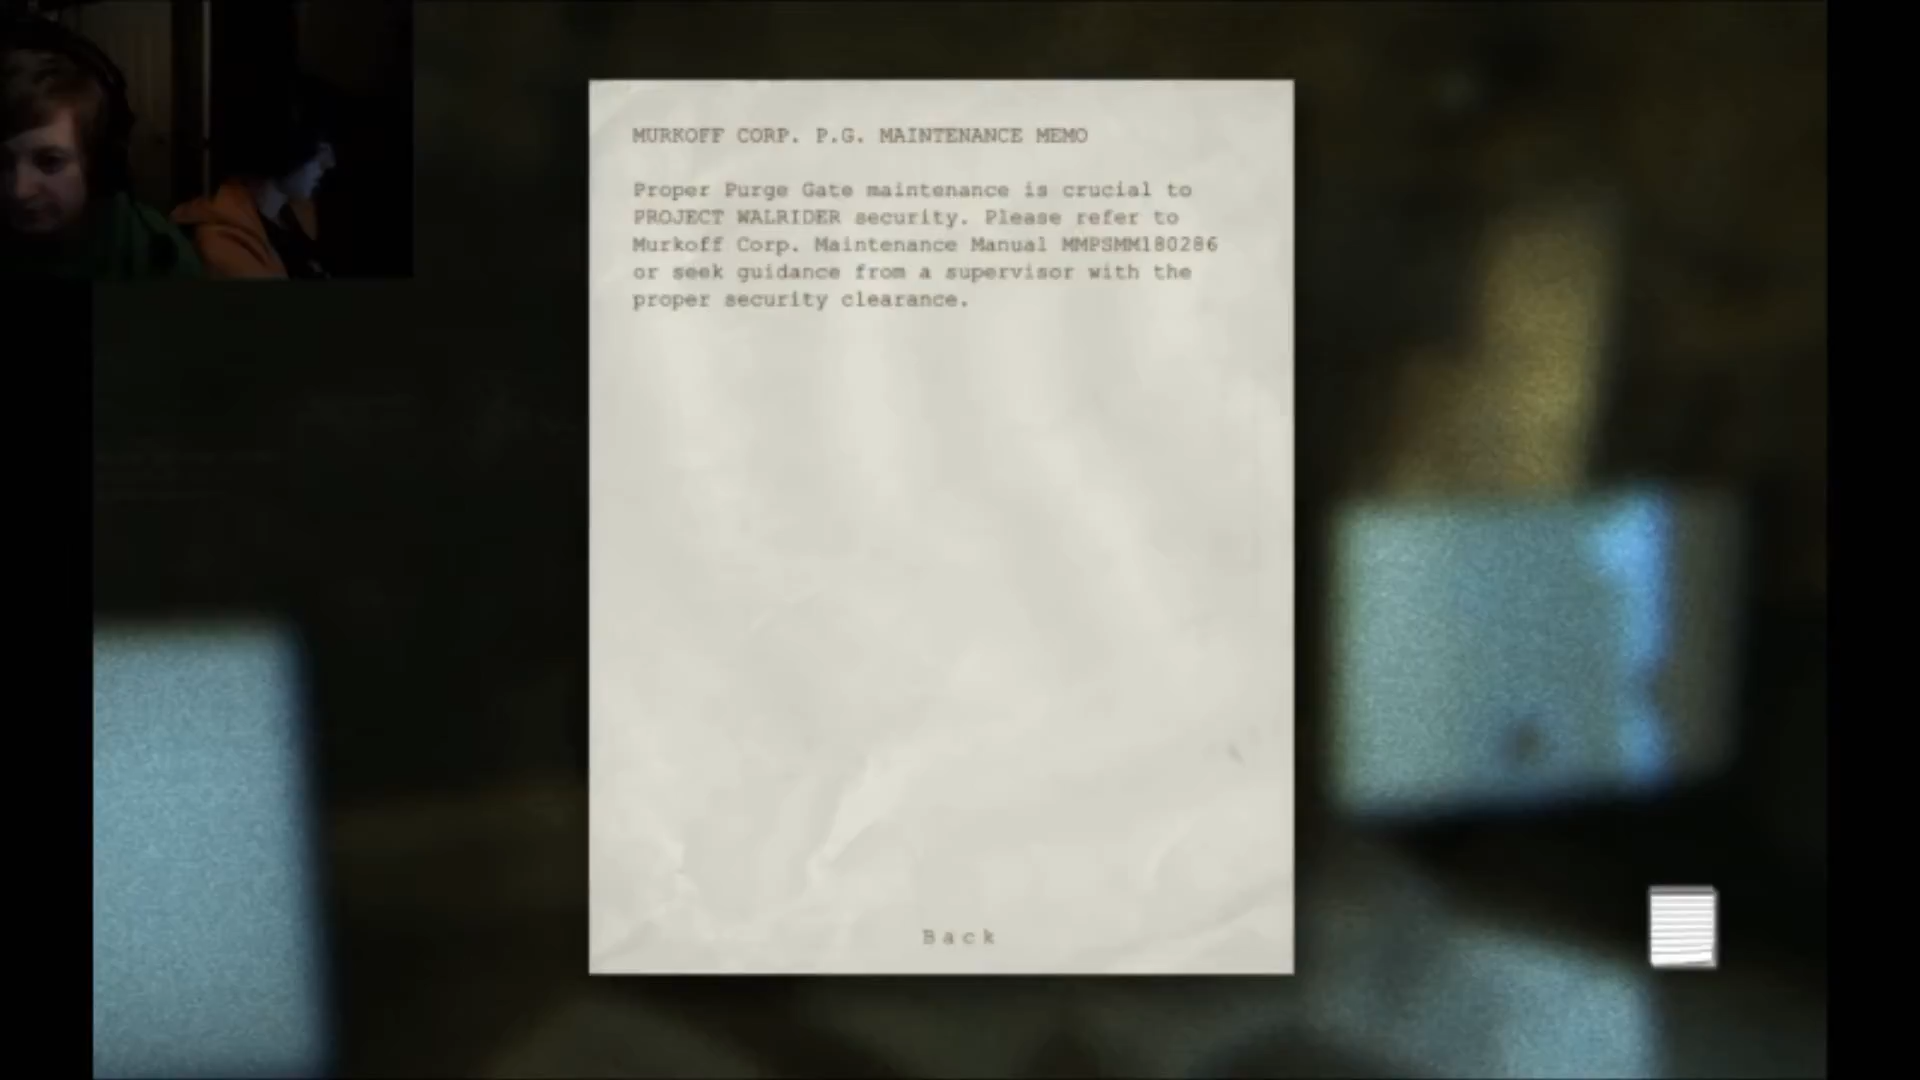 MURKOFF CORP. P.G. MAINTENANCE MEMO
Proper Purge Gate maintenance is crucial to
PROJECT WALRIDER security. Please refer to
Murkoff Corp. Maintenance Manual MMPSMM180286
or seek guidance from a supervisor with the
proper security clearance.
Back